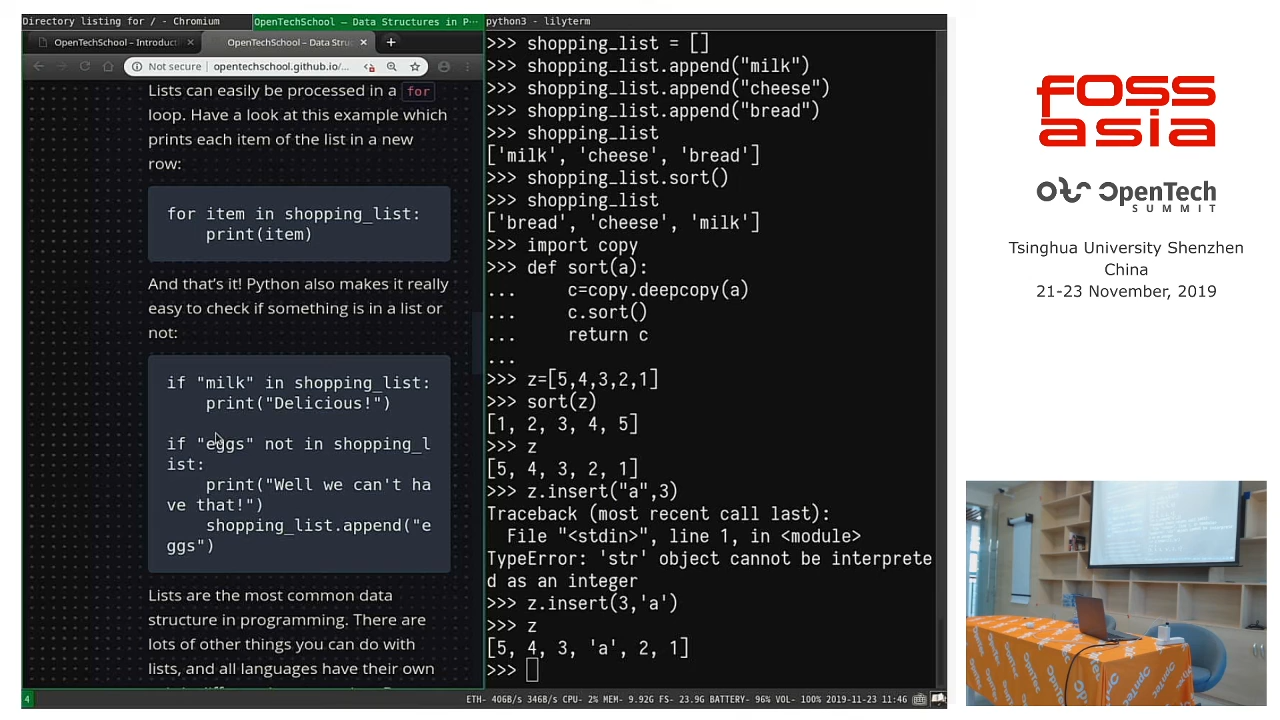 Directory listing for / - Chromium
OpenTechSchool – Data Structures in P···
python3 - lilyterm
OpenTechSchool – Introduct
OpenTechSchool – Data Stru
Not secure | opentechschool.github.io/...
Lists can easily be processed in a for
loop. Have a look at this example which
prints each item of the list in a new
row:
for item in shopping_list:
    print(item)
And that's it! Python also makes it really
easy to check if something is in a list or
not:
if "milk" in shopping_list:
    print("Delicious!")
if "eggs" not in shopping_l
ist:
    print("Well we can't ha
ve that!")
    shopping_list.append("e
ggs")
Lists are the most common data
structure in programming. There are
lots of other things you can do with
lists, and all languages have their own
>>> shopping_list = []
>>> shopping_list.append("milk")
>>> shopping_list.append("cheese")
>>> shopping_list.append("bread")
>>> shopping_list
['milk', 'cheese', 'bread']
>>> shopping_list.sort()
>>> shopping_list
['bread', 'cheese', 'milk']
>>> import copy
>>> def sort(a):
...     c=copy.deepcopy(a)
...     c.sort()
...     return c
...
>>> z=[5,4,3,2,1]
>>> sort(z)
[1, 2, 3, 4, 5]
>>> z
[5, 4, 3, 2, 1]
>>> z.insert("a",3)
Traceback (most recent call last):
  File "<stdin>", line 1, in <module>
TypeError: 'str' object cannot be interprete
d as an integer
>>> z.insert(3,'a')
>>> z
[5, 4, 3, 'a', 2, 1]
>>>
4
ETH- 406B/s 346B/s CPU- 2% MEM- 9.92G FS- 23.9G BATTERY- 96% VOL- 100% 2019-11-23 11:46
FOSS
asia
OpenTech
SUMMIT
Tsinghua University Shenzhen
China
21-23 November, 2019